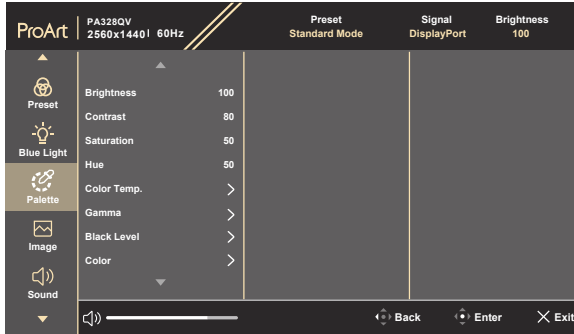 ProArt
PA328QV
2560x1440 60Hz
Preset
Standard Mode
Signal
DisplayPort
Brightness
100
Preset
Blue Light
Palette
Image
Sound
Brightness 100
Contrast 80
Saturation 50
Hue 50
Color Temp.
Gamma
Black Level
Color
Back
Enter
Exit